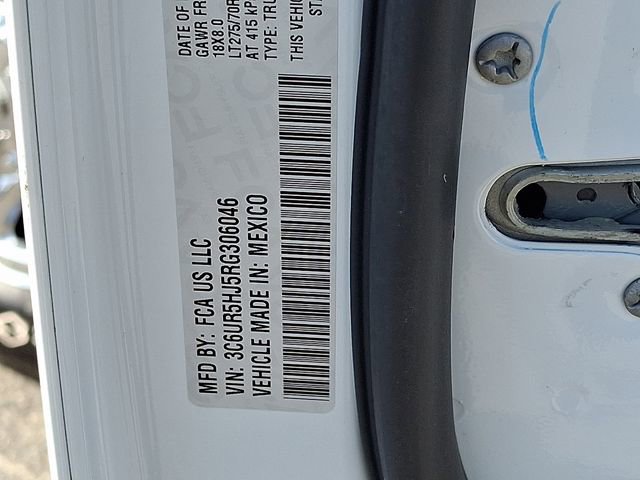 MFD BY: FCA US LLC
VIN: 3C6UR5HJ5RG306046
VEHICLE MADE IN: MEXICO
DATE OF
GAWR FR
18X8.0
LT275/70R
AT 415 kP
TYPE: TRU
THIS VEHIC
ST